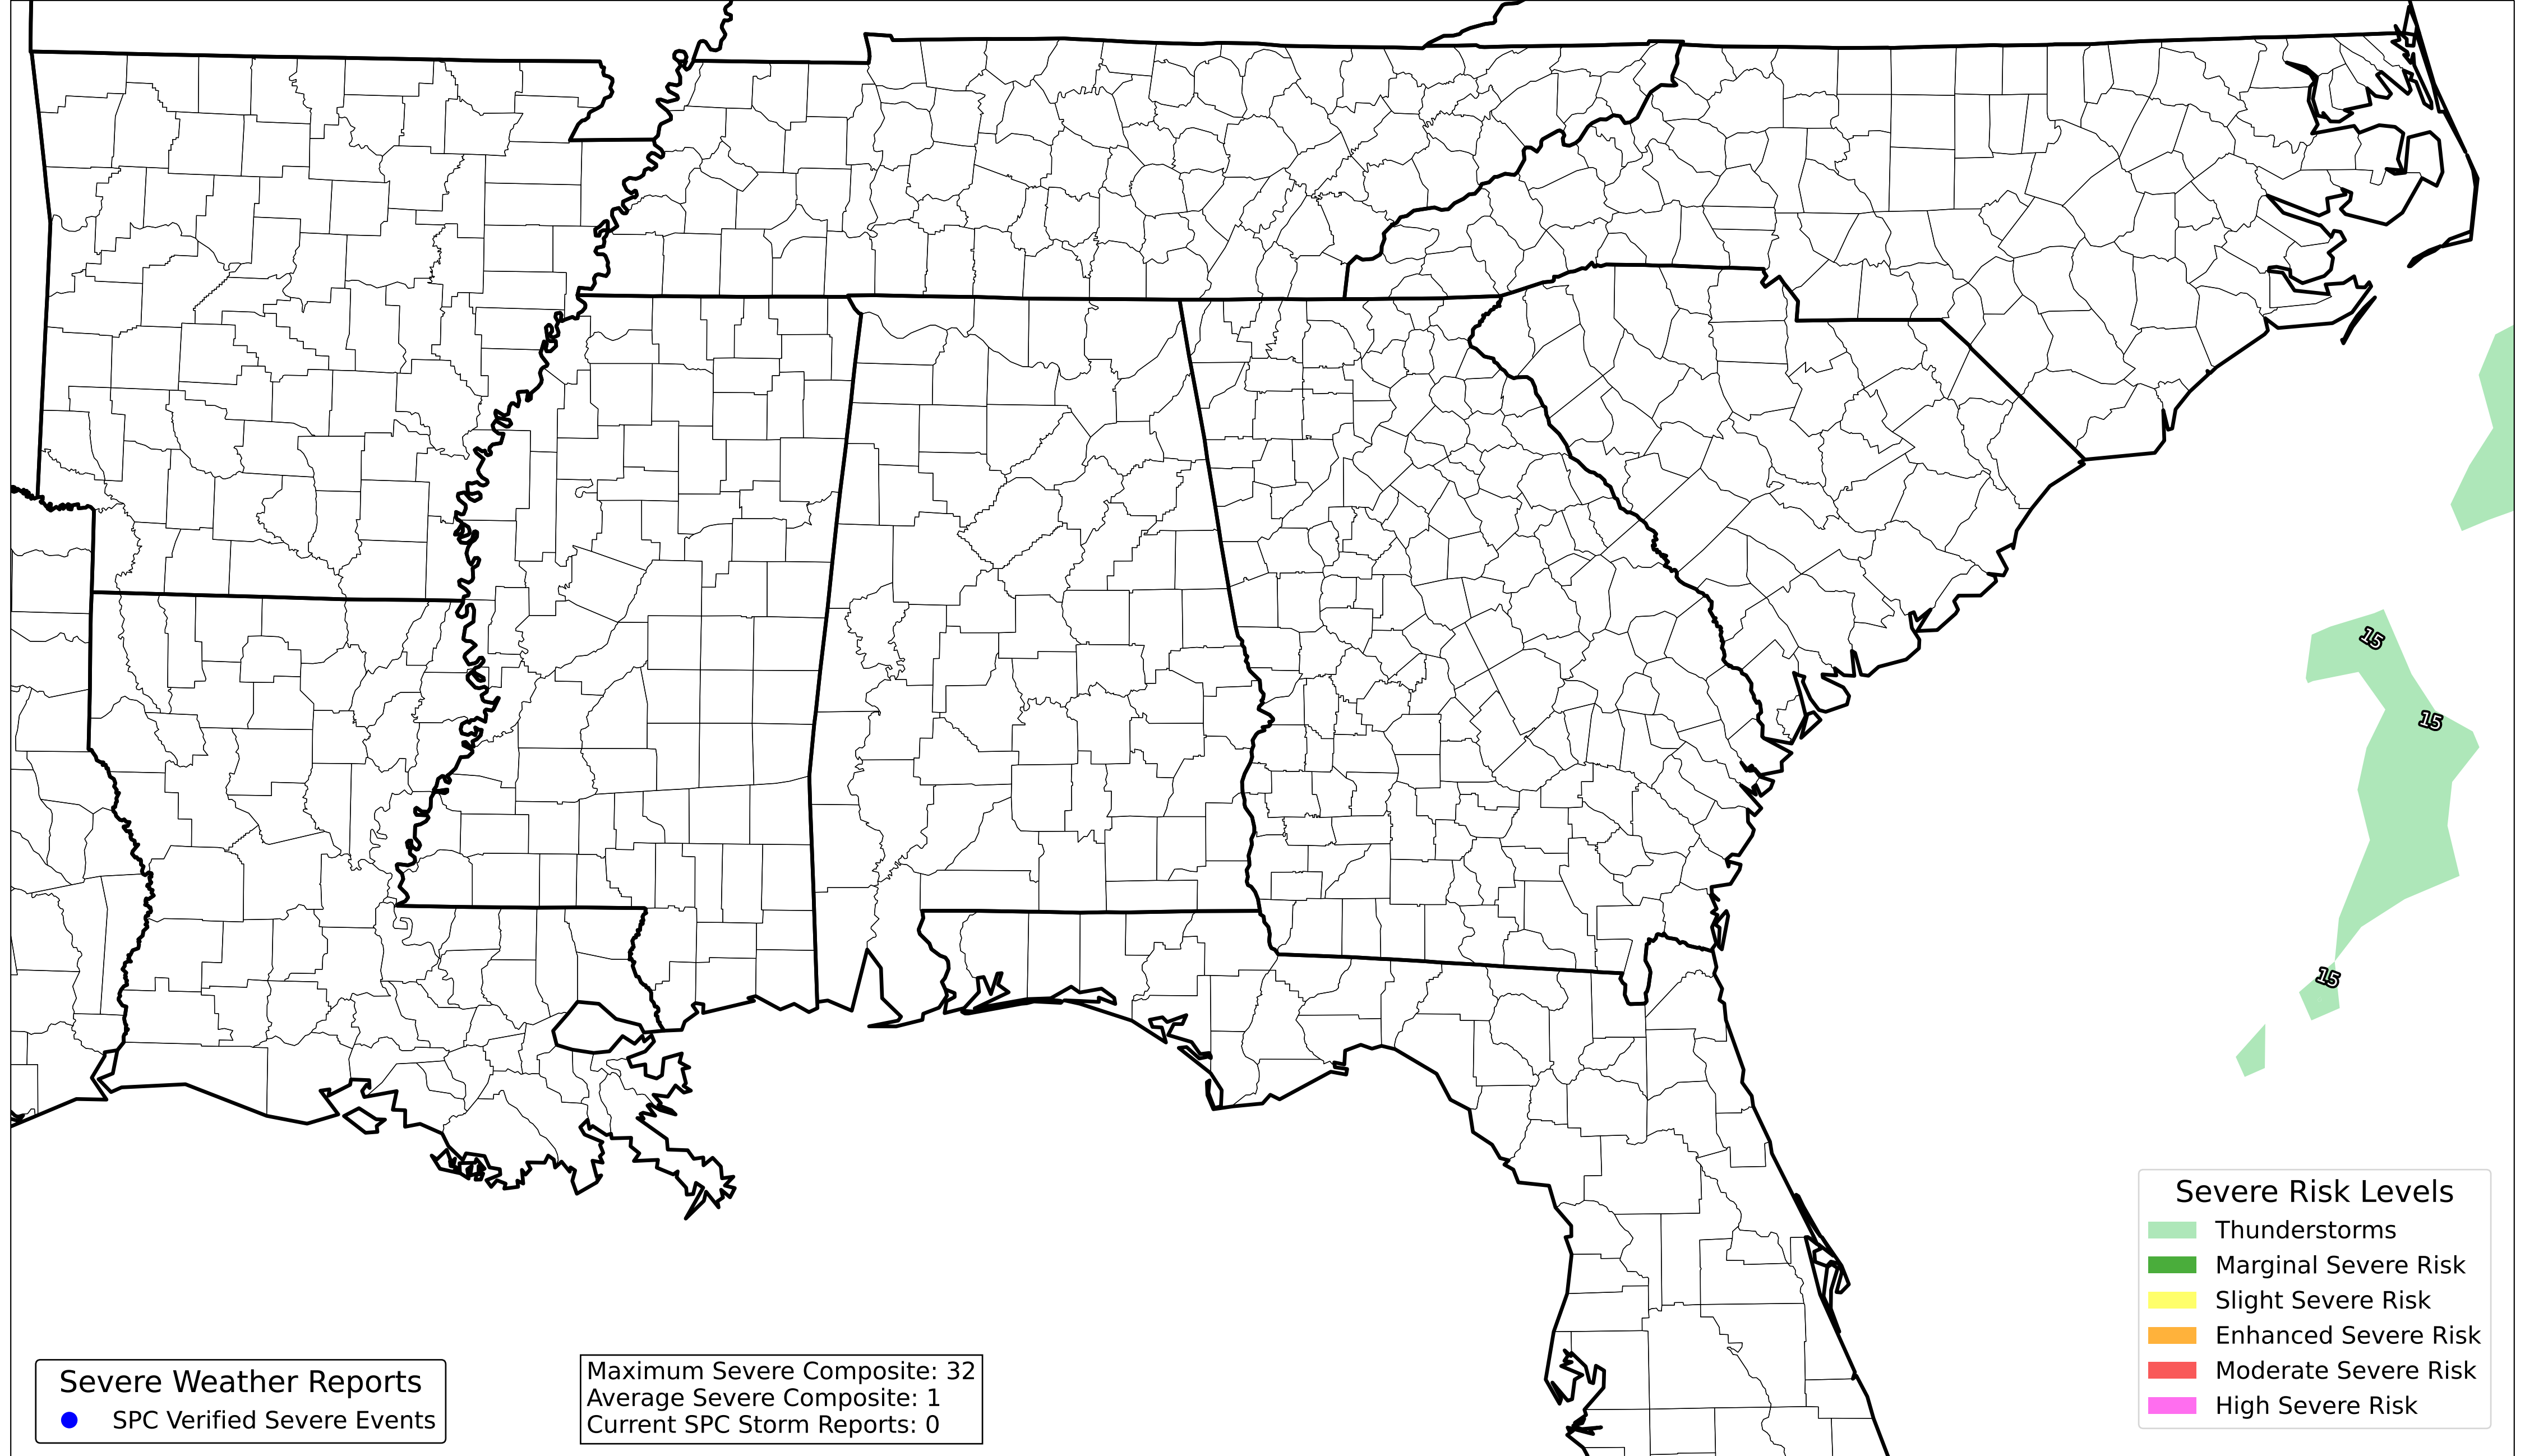 15
15
15
Severe Risk Levels
Thunderstorms
Marginal Severe Risk
Slight Severe Risk
Enhanced Severe Risk
Moderate Severe Risk
High Severe Risk
Severe Weather Reports
SPC Verified Severe Events
Maximum Severe Composite: 32
Average Severe Composite: 1
Current SPC Storm Reports: 0